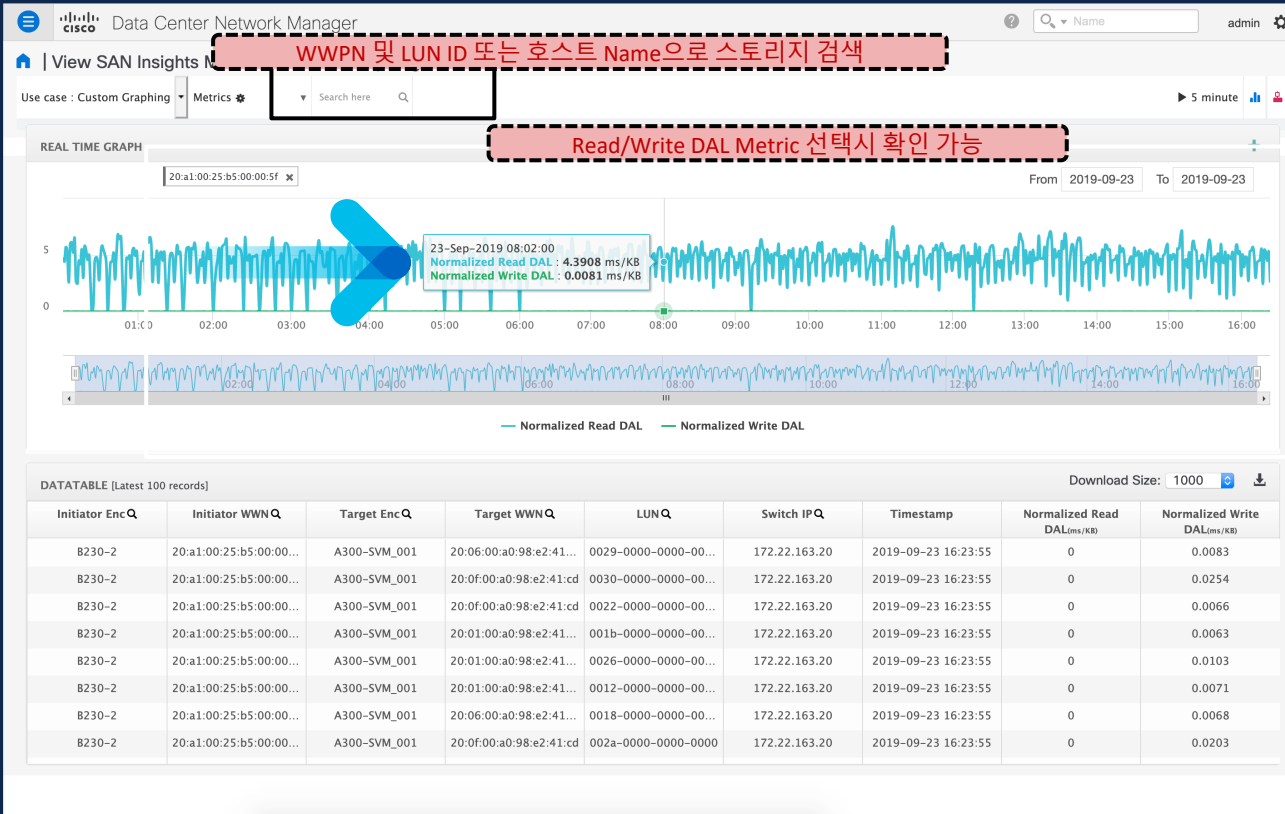 cisco Data Center Network Manager
Name
admin
WWPN 및 LUN ID 또는 호스트 Name으로 스토리지 검색
View SAN Insights M
Use case : Custom Graphing Metrics Search here 5 minute
Read/Write DAL Metric 선택시 확인 가능
REAL TIME GRAPH
20:a1:00:25:b5:00:00:5f
From 2019-09-23 To 2019-09-23
5
23-Sep-2019 08:02:00
Normalized Read DAL : 4.3908 ms/KB
Normalized Write DAL : 0.0081 ms/KB
0
02:00 03:00 04:00 05:00 06:00 07:00 08:00 09:00 10:00 11:00 12:00 13:00 14:00 15:00 16:00
02:00 04:00 06:00 08:00 10:00 12:00 14:00 16:00
Normalized Read DAL Normalized Write DAL
DATATABLE [Latest 100 records]
Download Size: 1000
Initiator Enc Initiator WWN Target Enc Target WWN LUN Switch IP Timestamp Normalized Read DAL(ms/KB) Normalized Write DAL(ms/KB)
B230-2 20:a1:00:25:b5:00:00... A300-SVM_001 20:06:00:a0:98:e2:41... 0029-0000-0000-00... 172.22.163.20 2019-09-23 16:23:55 0 0.0083
B230-2 20:a1:00:25:b5:00:00... A300-SVM_001 20:0f:00:a0:98:e2:41:cd 0030-0000-0000-00... 172.22.163.20 2019-09-23 16:23:55 0 0.0254
B230-2 20:a1:00:25:b5:00:00... A300-SVM_001 20:0f:00:a0:98:e2:41:cd 0022-0000-0000-00... 172.22.163.20 2019-09-23 16:23:55 0 0.0066
B230-2 20:a1:00:25:b5:00:00... A300-SVM_001 20:01:00:a0:98:e2:41... 001b-0000-0000-00... 172.22.163.20 2019-09-23 16:23:55 0 0.0063
B230-2 20:a1:00:25:b5:00:00... A300-SVM_001 20:01:00:a0:98:e2:41... 0026-0000-0000-00... 172.22.163.20 2019-09-23 16:23:55 0 0.0103
B230-2 20:a1:00:25:b5:00:00... A300-SVM_001 20:01:00:a0:98:e2:41... 0012-0000-0000-00... 172.22.163.20 2019-09-23 16:23:55 0 0.0071
B230-2 20:a1:00:25:b5:00:00... A300-SVM_001 20:06:00:a0:98:e2:41... 0018-0000-0000-00... 172.22.163.20 2019-09-23 16:23:55 0 0.0068
B230-2 20:a1:00:25:b5:00:00... A300-SVM_001 20:0f:00:a0:98:e2:41:cd 002a-0000-0000-0000 172.22.163.20 2019-09-23 16:23:55 0 0.0203